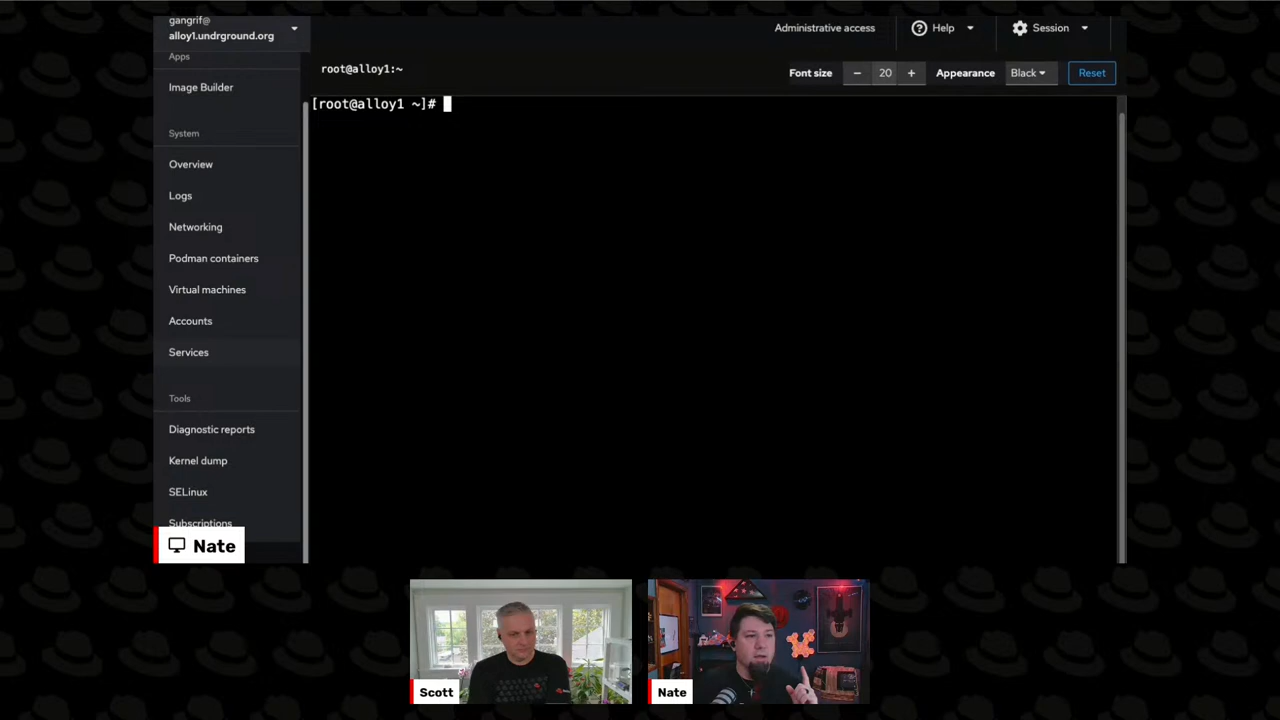 gangrif@
alloy1.undrground.org
Administrative access
Help
Session
Apps
Image Builder
System
Overview
Logs
Networking
Podman containers
Virtual machines
Accounts
Services
Tools
Diagnostic reports
Kernel dump
SELinux
Subscriptions
root@alloy1:~
Font size
20
Appearance
Black
Reset
[root@alloy1 ~]#
Nate
Scott
Nate